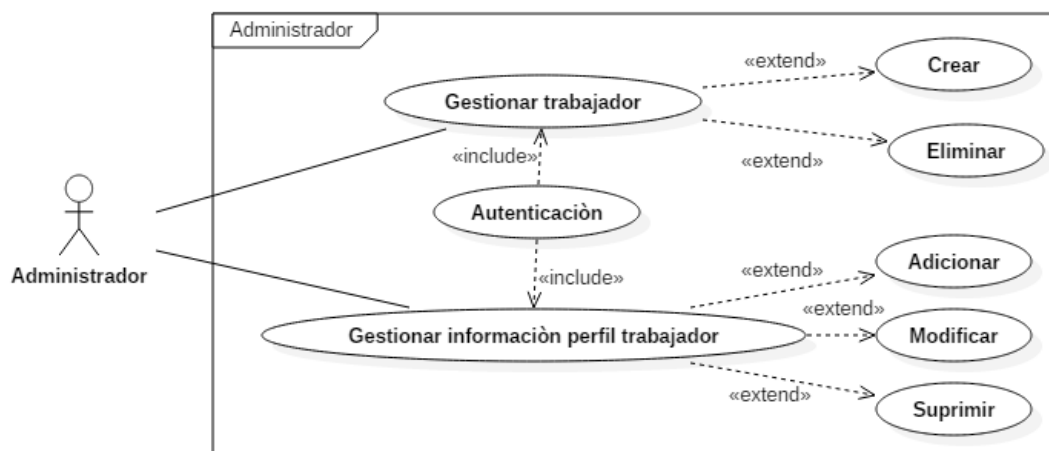 Administrador
«extend»
Crear
Gestionar trabajador
«include»
«extend»
Eliminar
Autenticaciòn
Administrador
«include»
«extend»
Adicionar
«extend»
Gestionar informaciòn perfil trabajador
Modificar
«extend»
Suprimir